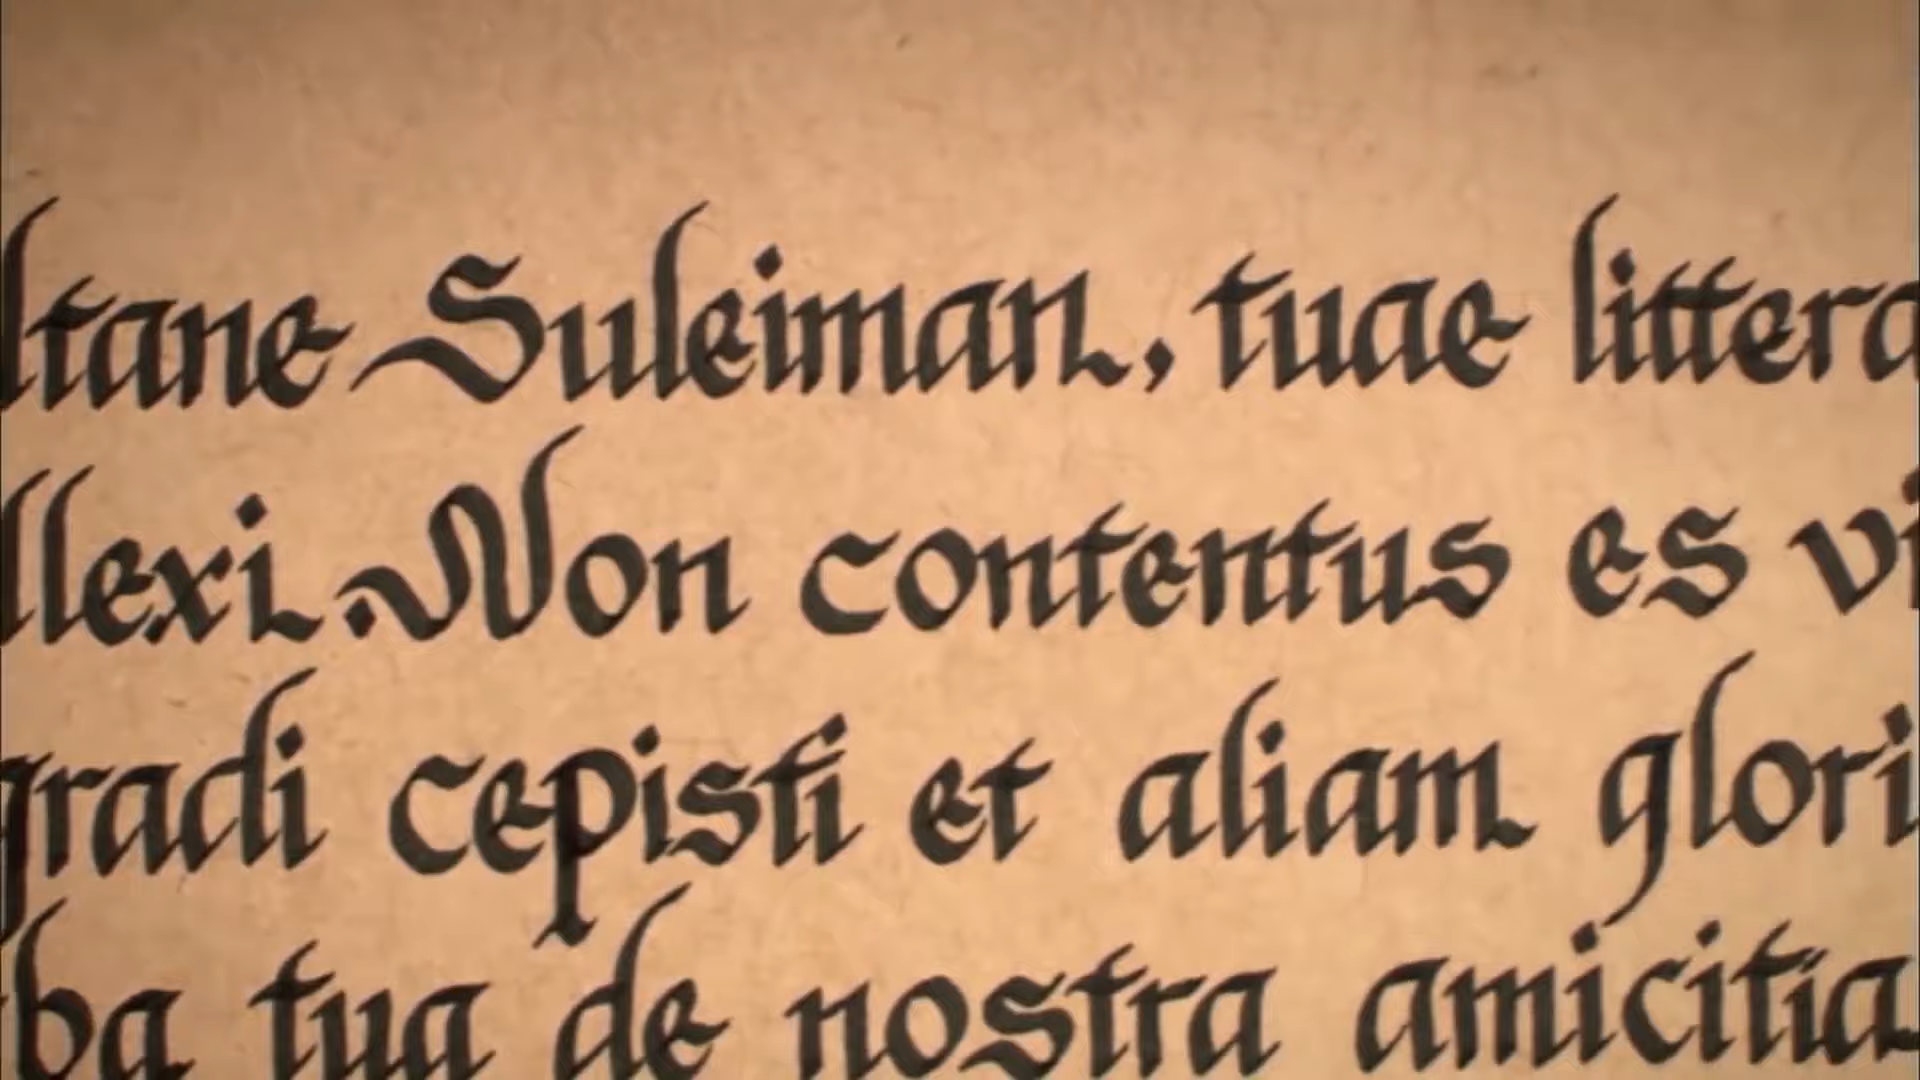 ltane Suleiman, tuae littera
llexi. Non contentus es vi
gradi cepisti et aliam glori
ba tua de nostra amicitia